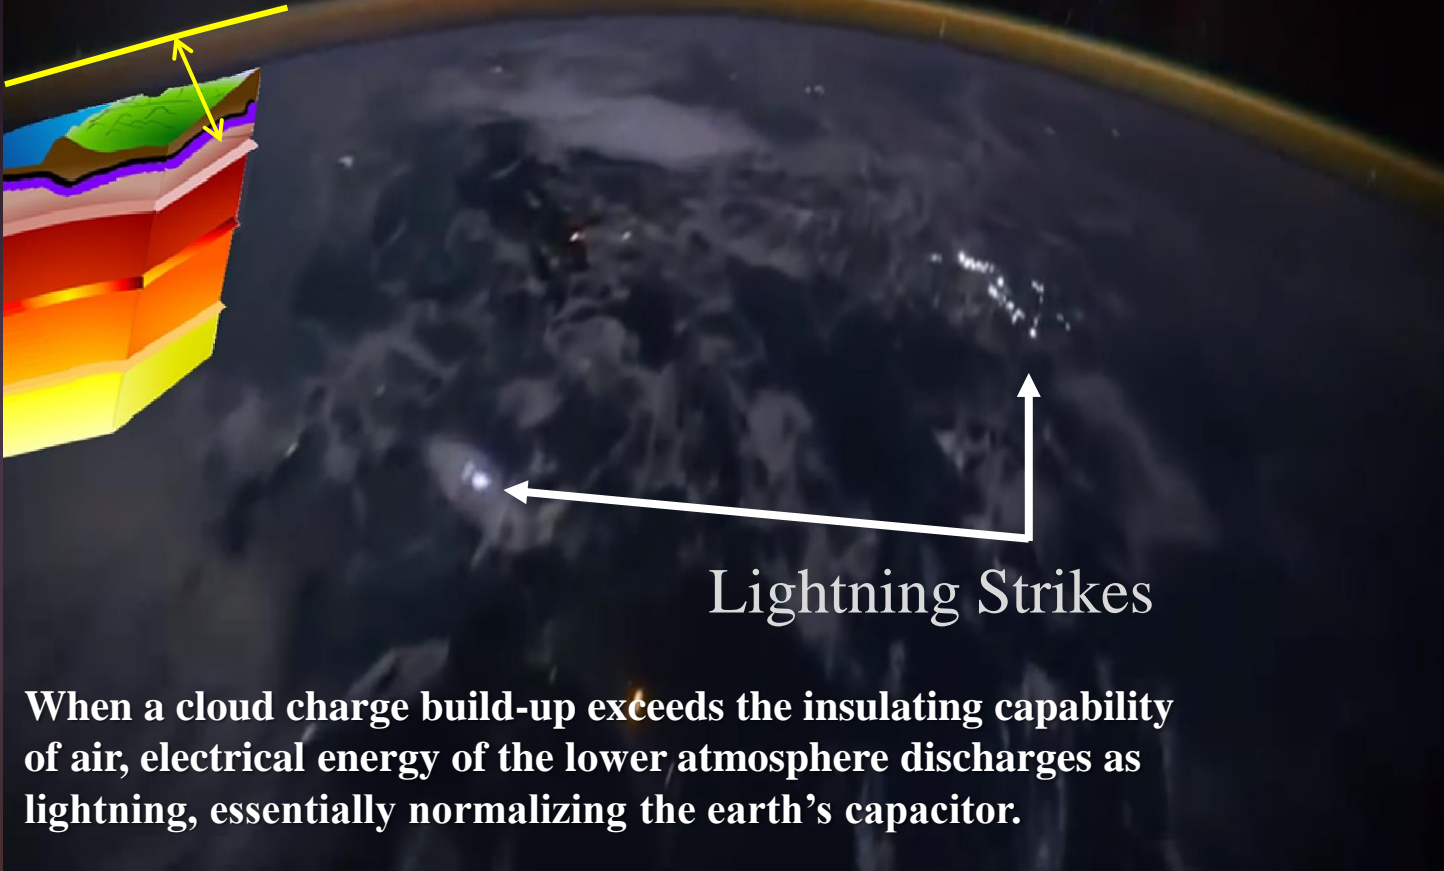 Lightning Strikes
When a cloud charge build-up exceeds the insulating capability
of air, electrical energy of the lower atmosphere discharges as
lightning, essentially normalizing the earth’s capacitor.